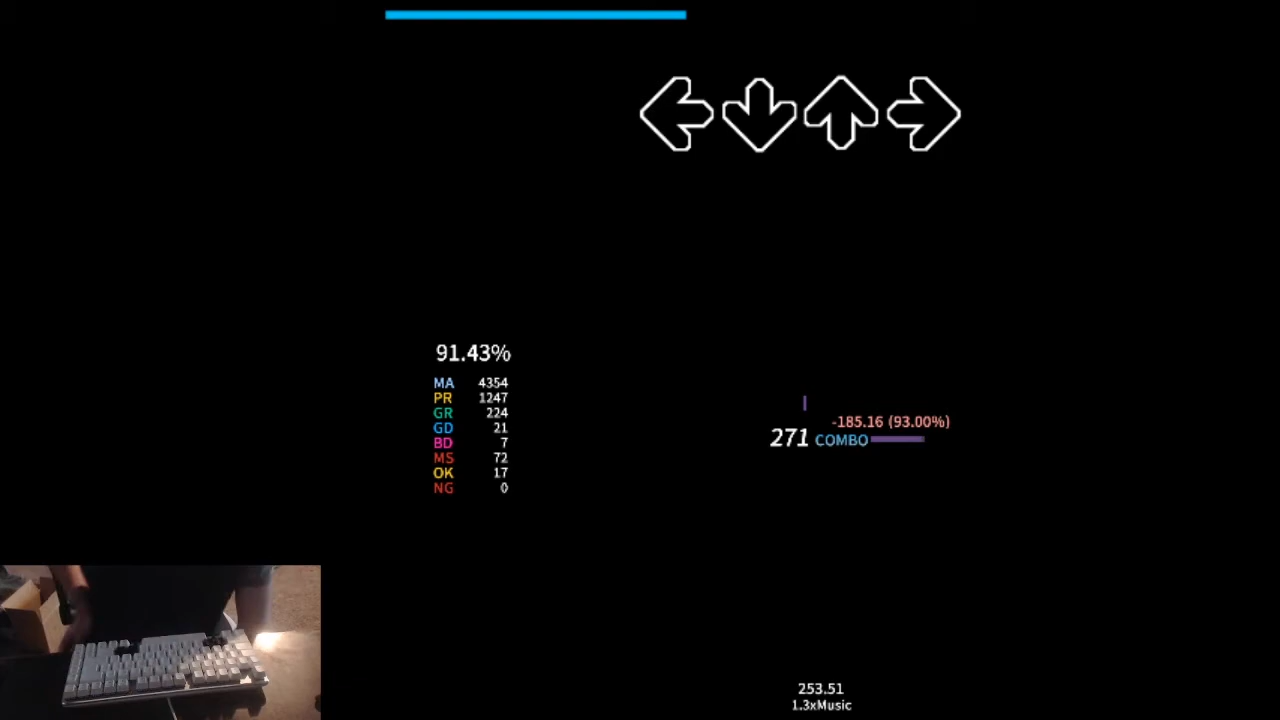 91.43%
MA 4354
PR 1247
GR 224
GD 21
BD 7
MS 72
OK 17
NG 0
-185.16 (93.00%)
271 COMBO
253.51
1.3xMusic